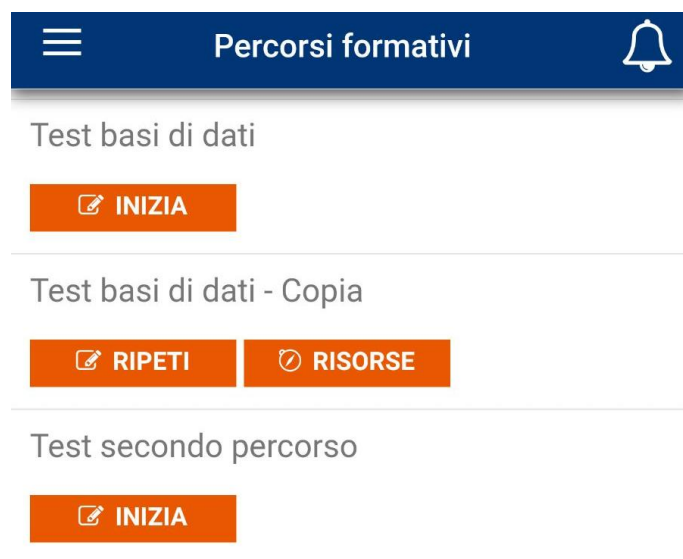 Percorsi formativi
Test basi di dati
INIZIA
Test basi di dati - Copia
RIPETI RISORSE
Test secondo percorso
INIZIA